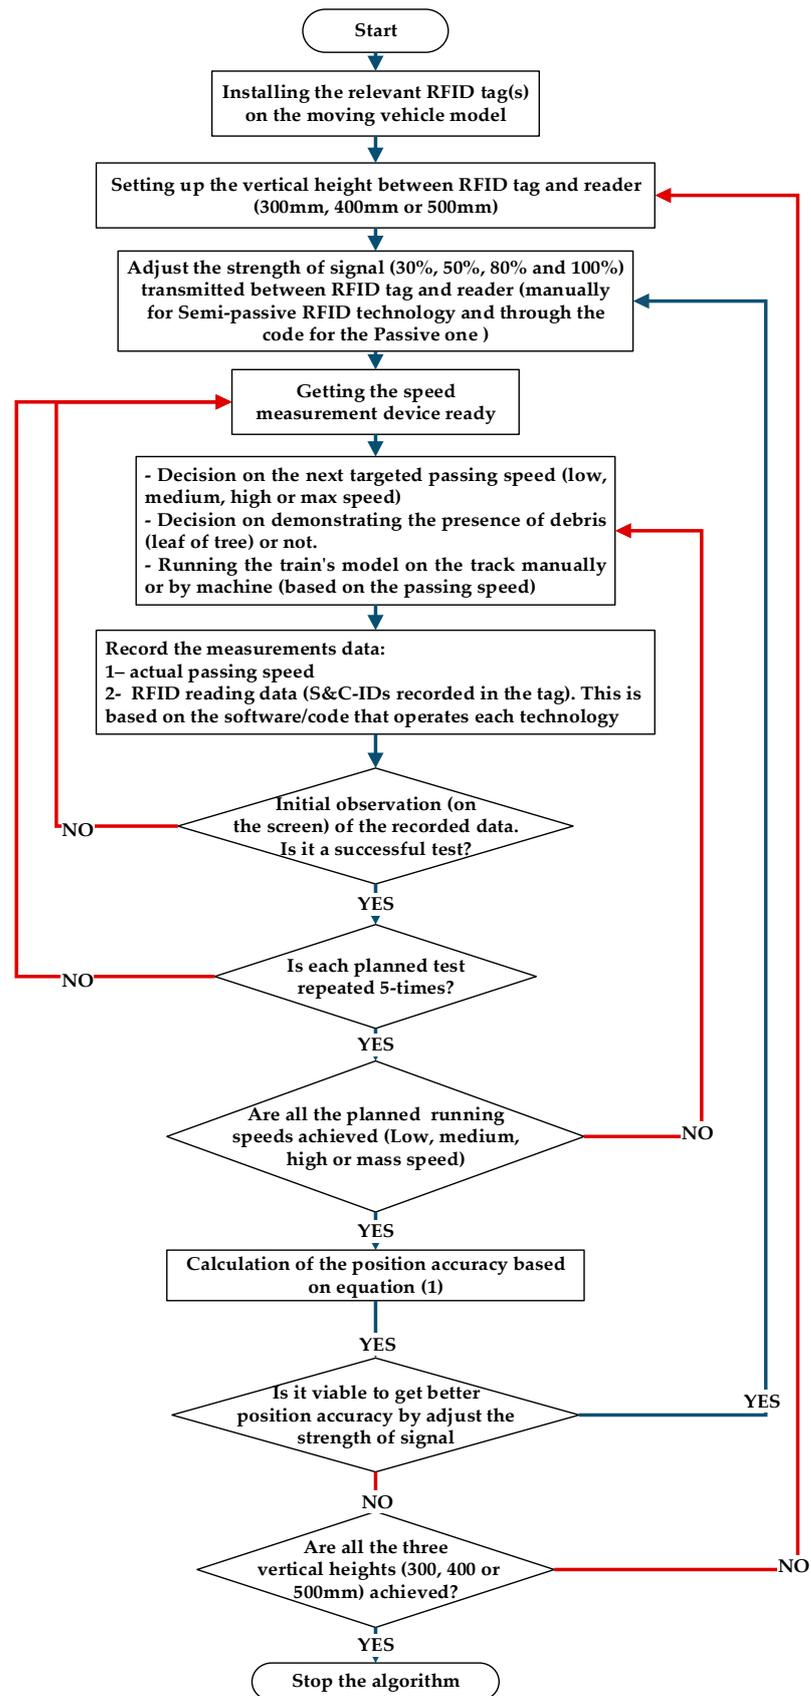 Start
Installing the relevant RFID tag(s)
on the moving vehicle model
Setting up the vertical height between RFID tag and reader
(300mm, 400mm or 500mm)
Adjust the strength of signal (30%, 50%, 80% and 100%)
transmitted between RFID tag and reader (manually
for Semi-passive RFID technology and through the
code for the Passive one )
Getting the speed
measurement device ready
- Decision on the next targeted passing speed (low,
medium, high or max speed)
- Decision on demonstrating the presence of debris
(leaf of tree) or not.
- Running the train's model on the track manually
or by machine (based on the passing speed)
Record the measurements data:
1– actual passing speed
2- RFID reading data (S&C-IDs recorded in the tag). This is
based on the software/code that operates each technology
Initial observation (on
the screen) of the recorded data.
Is it a successful test?
NO
YES
Is each planned test
repeated 5-times?
NO
YES
Are all the planned running
speeds achieved (Low, medium,
high or mass speed)
NO
YES
Calculation of the position accuracy based
on equation (1)
YES
Is it viable to get better
position accuracy by adjust the
strength of signal
YES
NO
Are all the three
vertical heights (300, 400 or
500mm) achieved?
NO
YES
Stop the algorithm